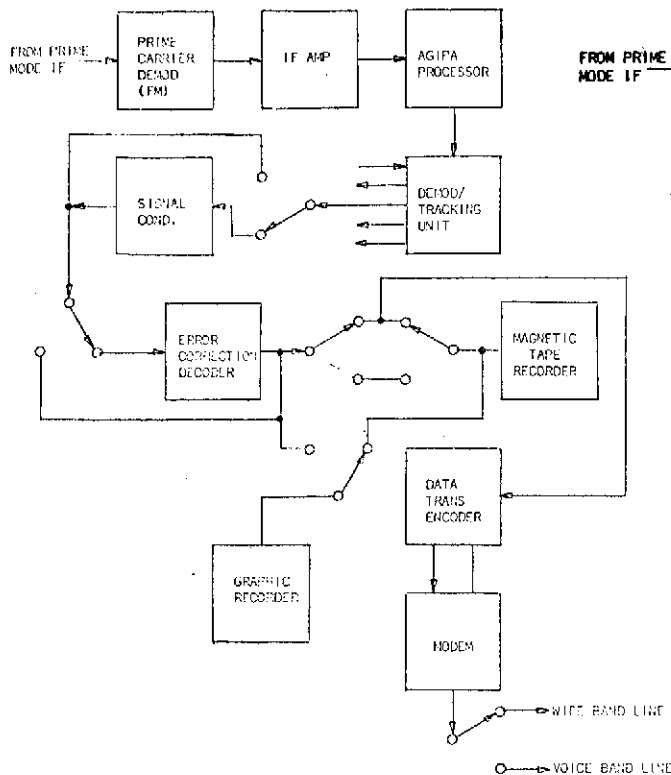 FROM PRIME
MODE IF
PRIME
CARRIER
DEMOD
(FM)
IF AMP
AGIPA
PROCESSOR
FROM PRIME
MODE IF
SIGNAL
COND.
DEMOD/
TRACKING
UNIT
ERROR
CORRECTION
DECODER
MAGNETIC
TAPE
RECORDER
DATA
TRANS
ENCODER
GRAPHIC
RECORDER
MODEM
WIDE BAND LINE
VOICE BAND LINE